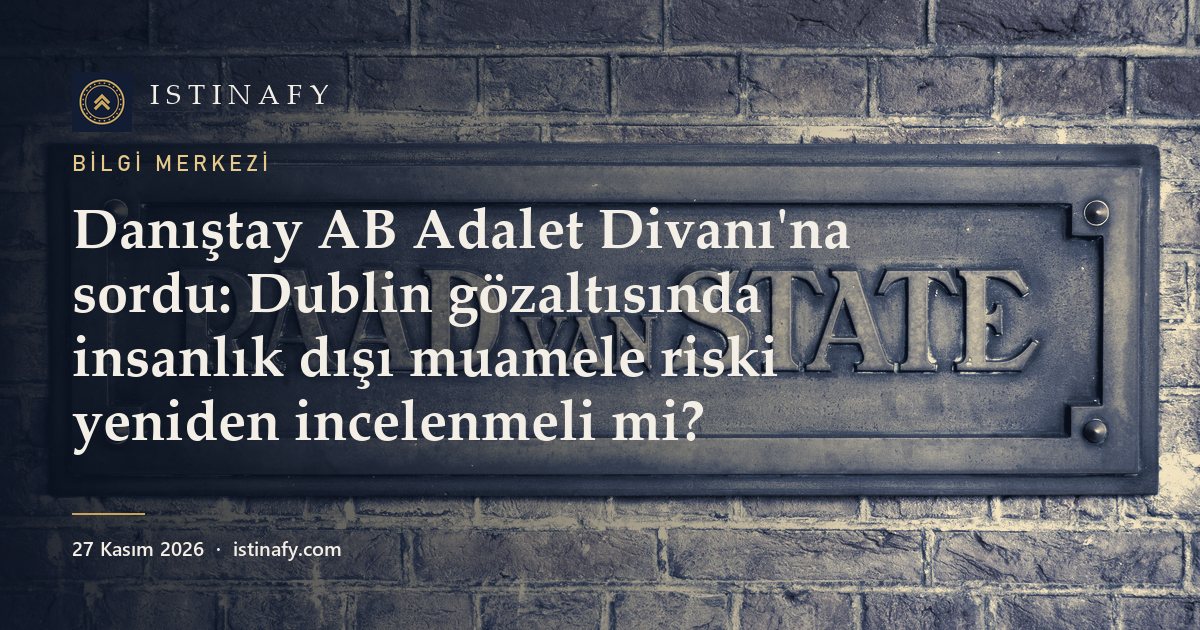 ISTINAFY
BİLGİ MERKEZİ
Danıştay AB Adalet Divanı'na
sordu: Dublin gözaltısında
insanlık dışı muamele riski
yeniden incelenmeli mi?
RAAD VAN STATE
27 Kasım 2026 · istinafy.com